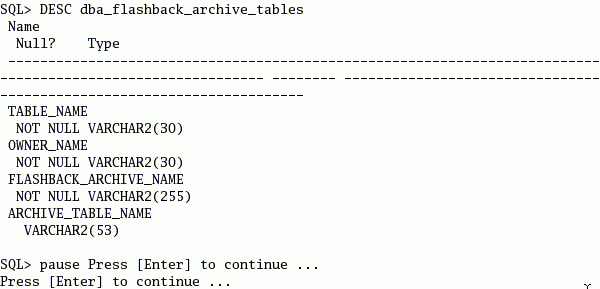 SQL> DESC dba_flashback_archive_tables
Name
Null?    Type
--------------------------------------------------------------------------
--------------------------------- -------- --------------------------------
--------------------------------------
TABLE_NAME
NOT NULL VARCHAR2(30)
OWNER_NAME
NOT NULL VARCHAR2(30)
FLASHBACK_ARCHIVE_NAME
NOT NULL VARCHAR2(255)
ARCHIVE_TABLE_NAME
VARCHAR2(53)
SQL> pause Press [Enter] to continue ...
Press [Enter] to continue ...